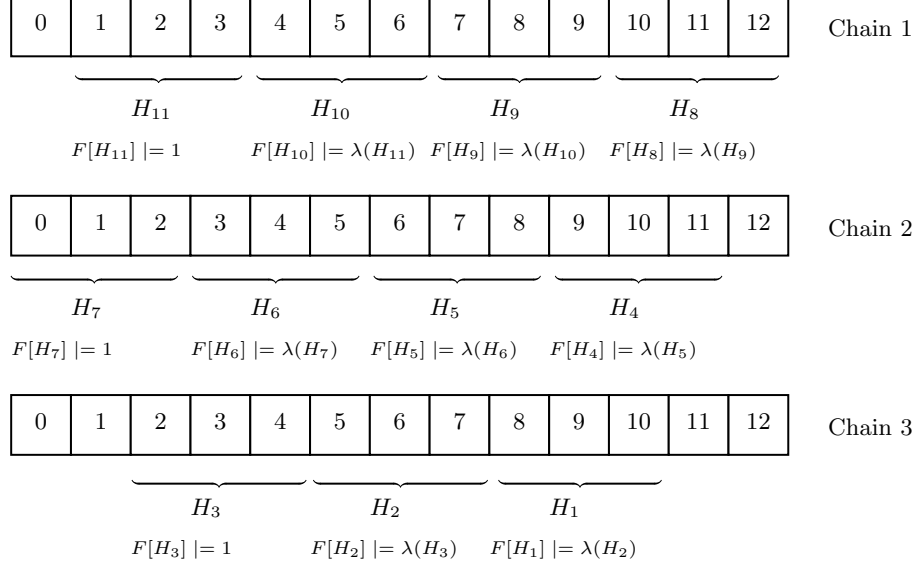 0 1 2 3 4 5 6 7 8 9 10 11 12 Chain 1
H₁₁ H₁₀ H₉ H₈
F[H₁₁] |= 1 F[H₁₀] |= λ(H₁₁) F[H₉] |= λ(H₁₀) F[H₈] |= λ(H₉)
0 1 2 3 4 5 6 7 8 9 10 11 12 Chain 2
H₇ H₆ H₅ H₄
F[H₇] |= 1 F[H₆] |= λ(H₇) F[H₅] |= λ(H₆) F[H₄] |= λ(H₅)
0 1 2 3 4 5 6 7 8 9 10 11 12 Chain 3
H₃ H₂ H₁
F[H₃] |= 1 F[H₂] |= λ(H₃) F[H₁] |= λ(H₂)